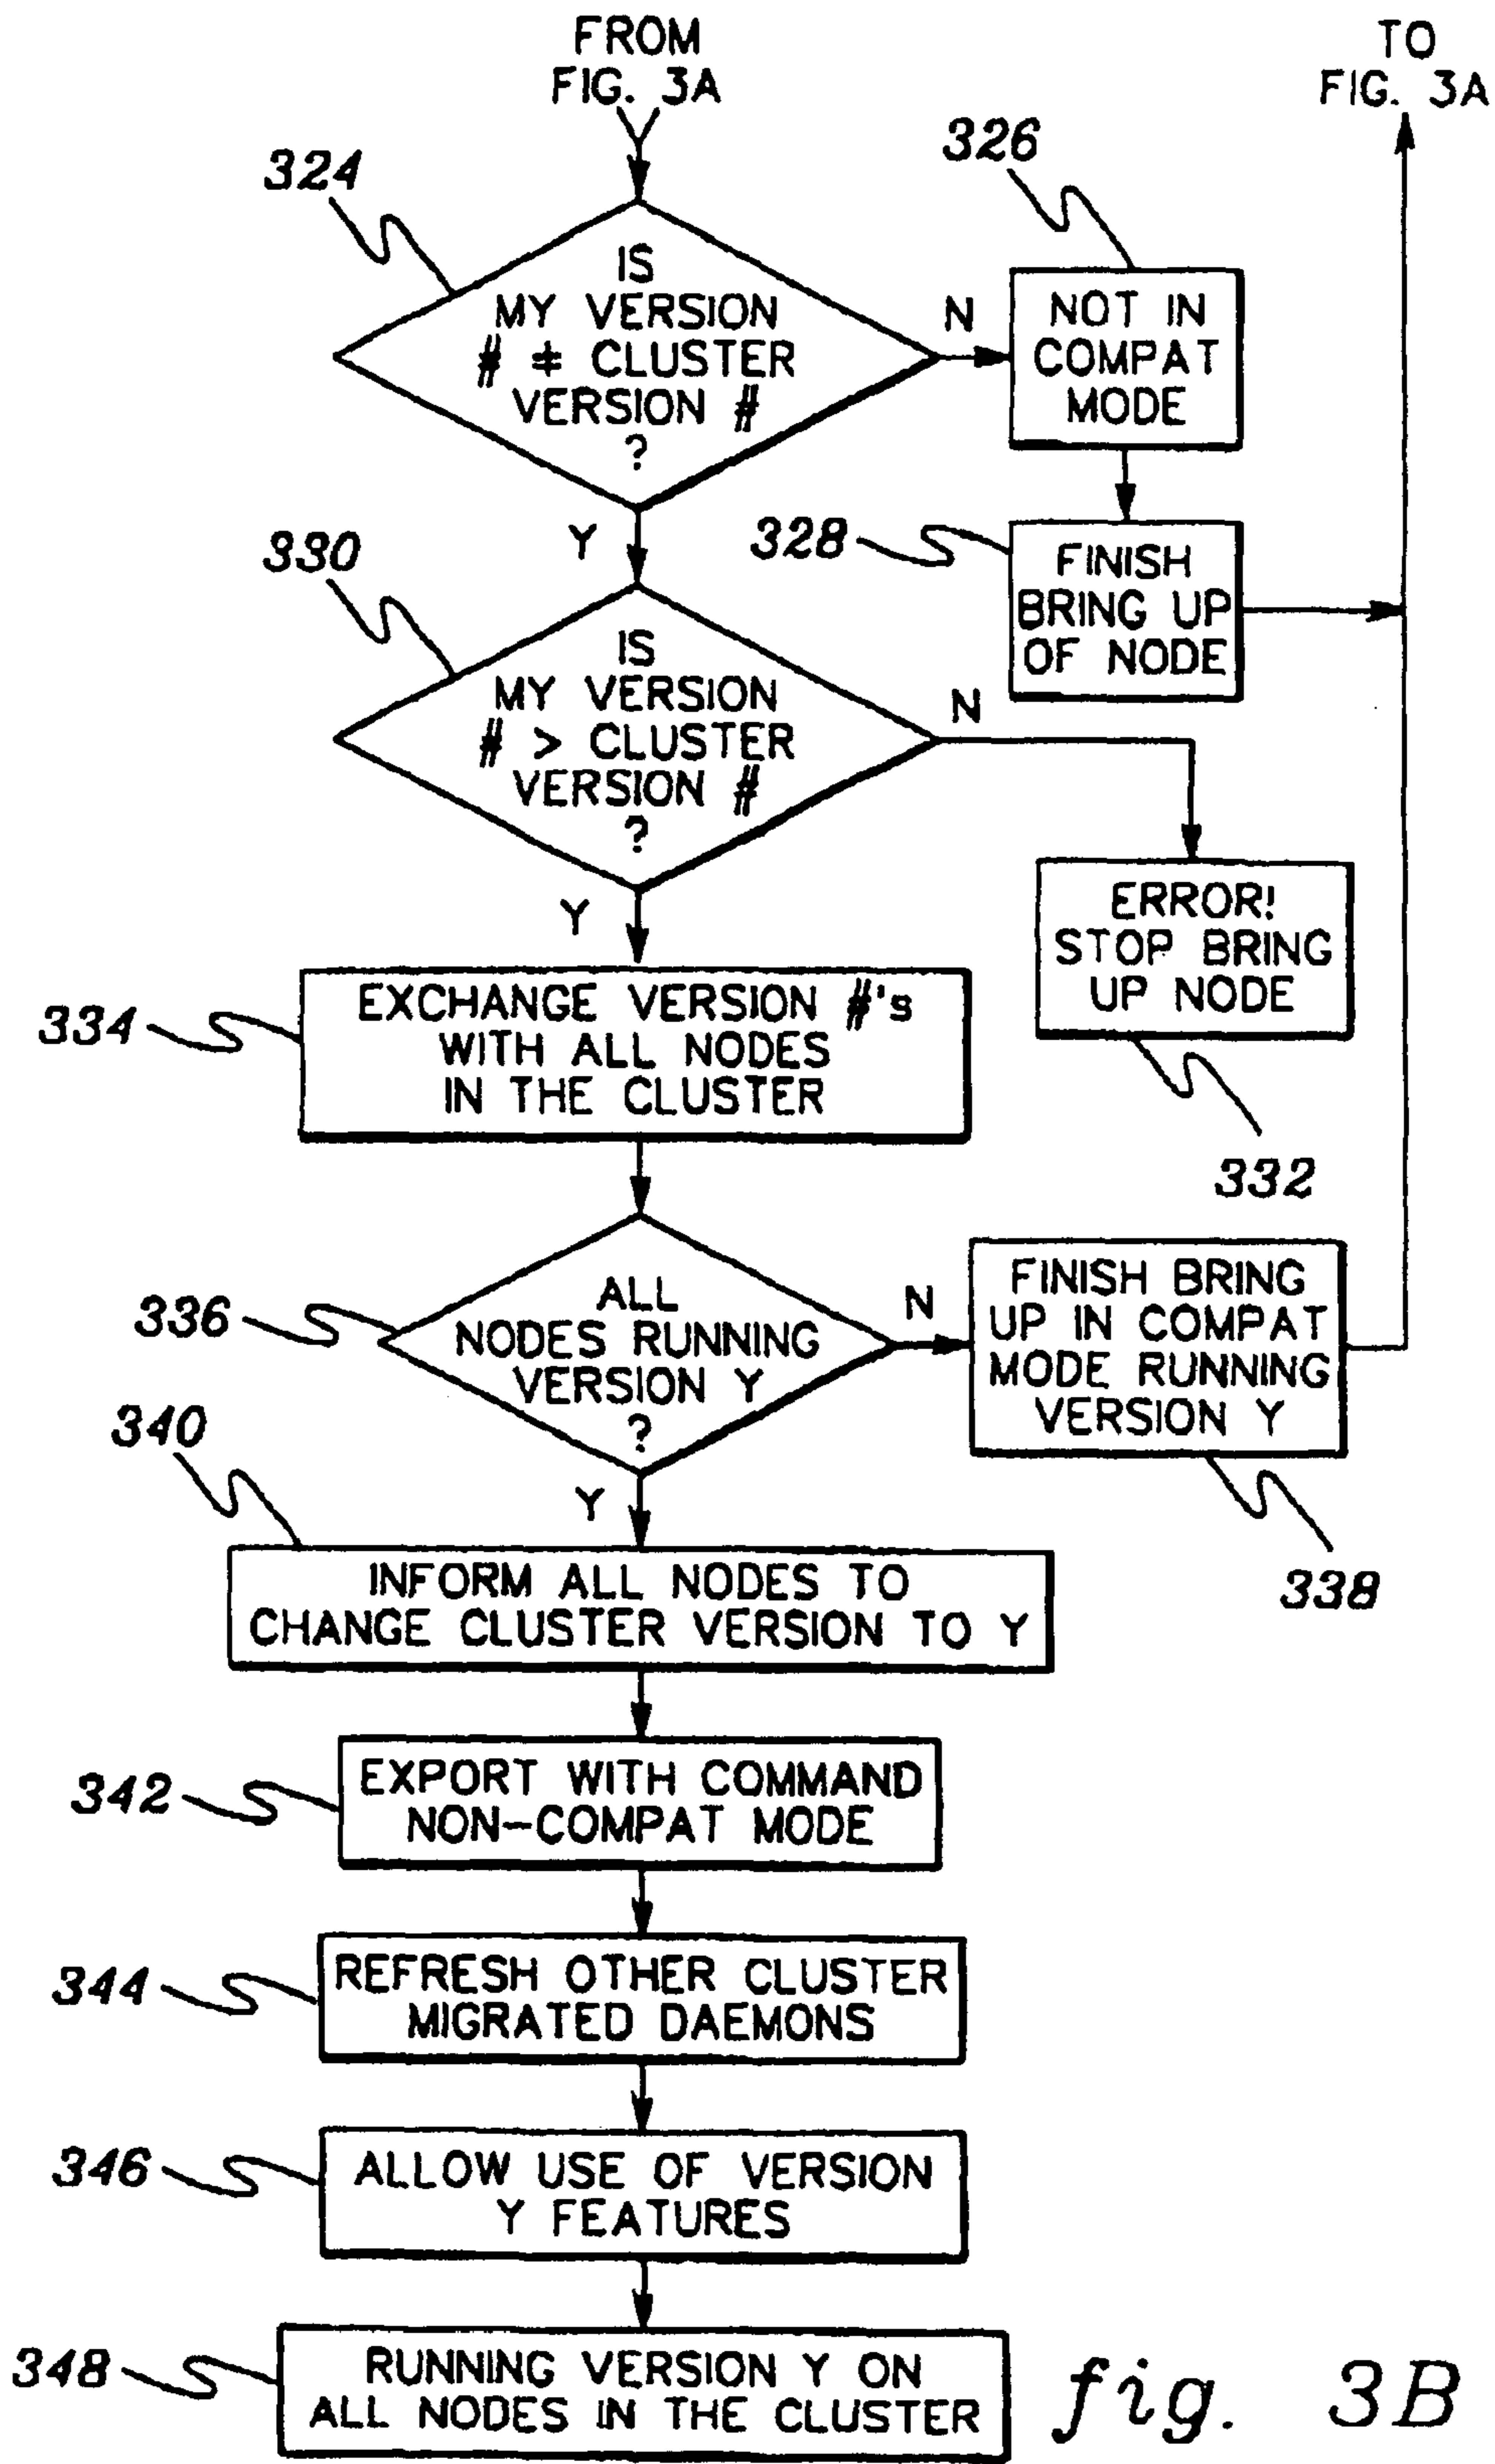 FROM
FIG. 3A
TO
FIG. 3A
324
326
IS
MY VERSION
# ≠ CLUSTER
VERSION #
?
N
NOT IN
COMPAT
MODE
Y
328
FINISH
BRING UP
OF NODE
330
IS
MY VERSION
# > CLUSTER
VERSION #
?
N
ERROR!
STOP BRING
UP NODE
332
Y
334
EXCHANGE VERSION #'s
WITH ALL NODES
IN THE CLUSTER
336
ALL
NODES RUNNING
VERSION Y
?
N
FINISH BRING
UP IN COMPAT
MODE RUNNING
VERSION Y
338
Y
340
INFORM ALL NODES TO
CHANGE CLUSTER VERSION TO Y
342
EXPORT WITH COMMAND
NON-COMPAT MODE
344
REFRESH OTHER CLUSTER
MIGRATED DAEMONS
346
ALLOW USE OF VERSION
Y FEATURES
348
RUNNING VERSION Y ON
ALL NODES IN THE CLUSTER
fig. 3B